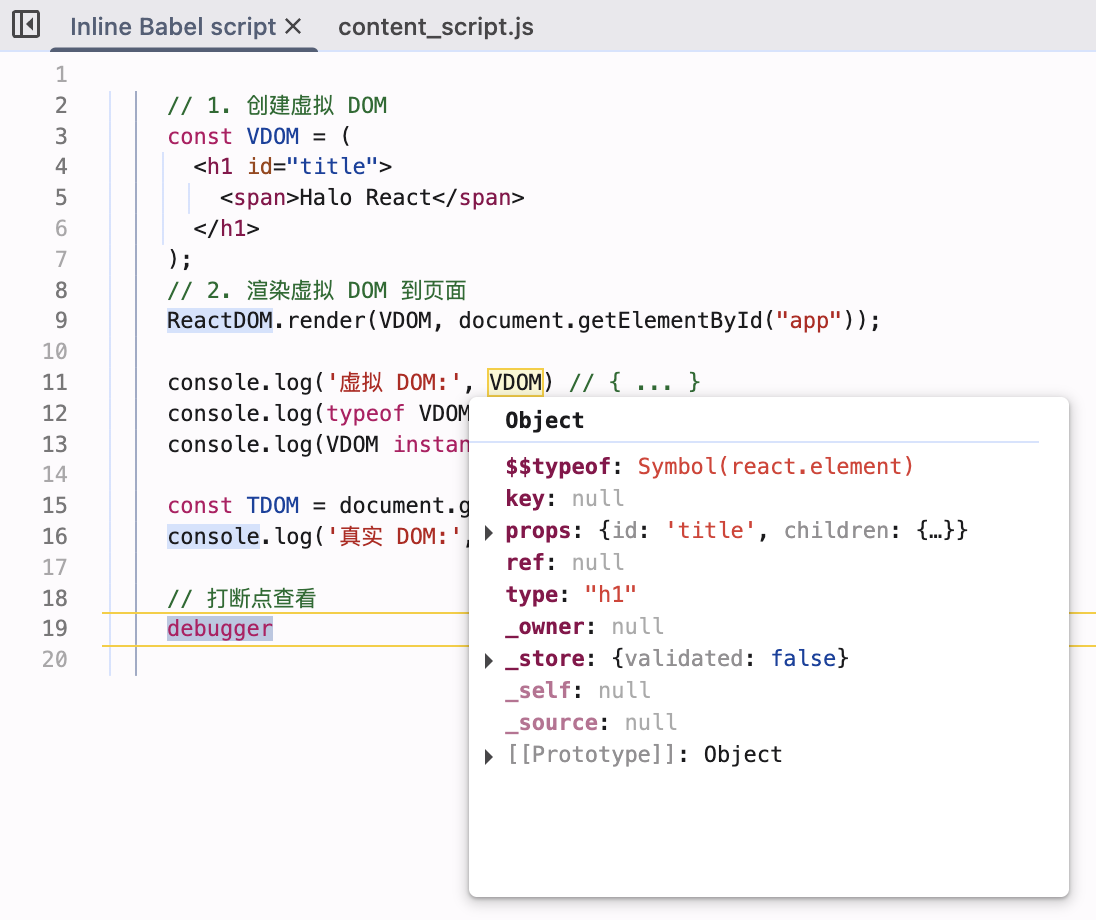 Inline Babel script × content_script.js
1
2 // 1. 创建虚拟 DOM
3 const VDOM = (
4 <h1 id="title">
5 <span>Halo React</span>
6 </h1>
7 );
8 // 2. 渲染虚拟 DOM 到页面
9 ReactDOM.render(VDOM, document.getElementById("app"));
10
11 console.log('虚拟 DOM:', VDOM) // { ... }
12 console.log(typeof VDOM
13 console.log(VDOM instan
14
15 const TDOM = document.g
16 console.log('真实 DOM:',
17
18 // 打断点查看
19 debugger
20
Object
$$typeof: Symbol(react.element)
key: null
props: {id: 'title', children: {…}}
ref: null
type: "h1"
_owner: null
_store: {validated: false}
_self: null
_source: null
[[Prototype]]: Object